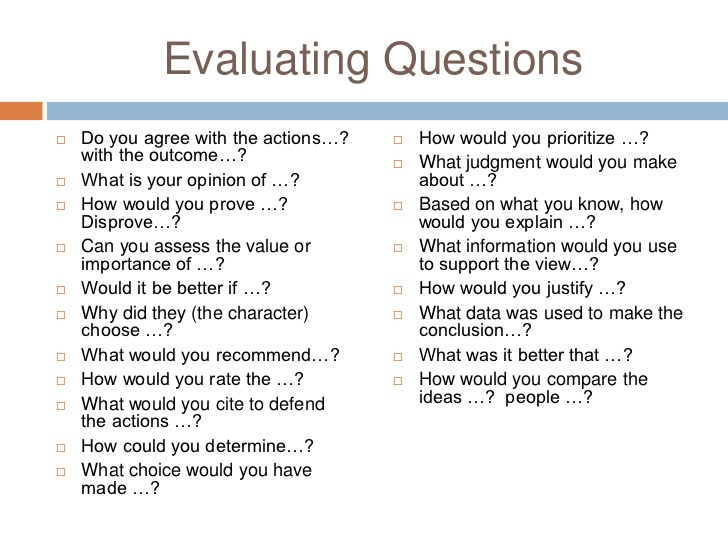 Evaluating Questions
Do you agree with the actions…?
with the outcome…?
What is your opinion of …?
How would you prove …?
Disprove…?
Can you assess the value or
importance of …?
Would it be better if …?
Why did they (the character)
choose …?
What would you recommend…?
How would you rate the …?
What would you cite to defend
the actions …?
How could you determine…?
What choice would you have
made …?
How would you prioritize …?
What judgment would you make
about …?
Based on what you know, how
would you explain …?
What information would you use
to support the view…?
How would you justify …?
What data was used to make the
conclusion…?
What was it better that …?
How would you compare the
ideas …?  people …?